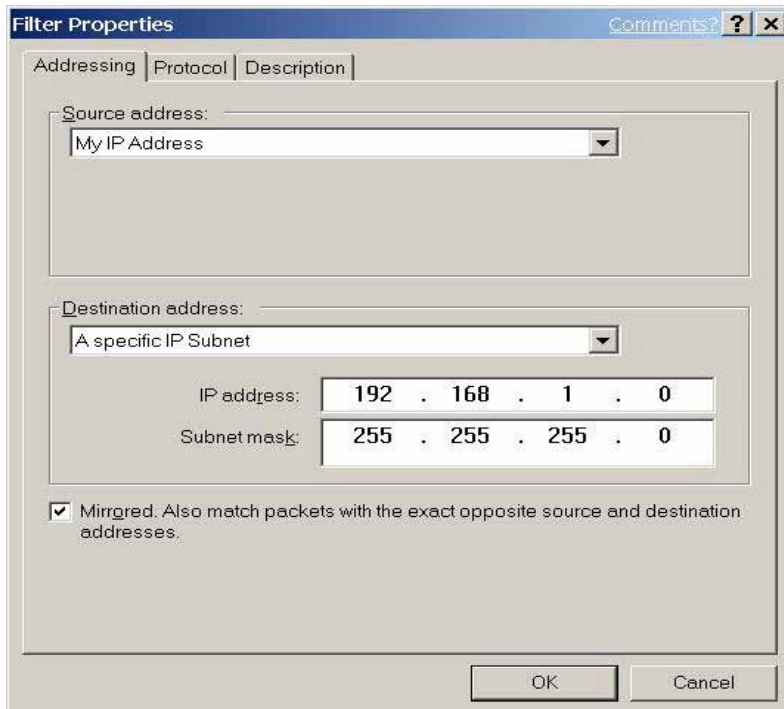 Filter Properties
Comments? ?
Addressing Protocol Description
Source address:
My IP Address
Destination address:
A specific IP Subnet
IP address: 192 . 168 . 1 . 0
Subnet mask: 255 . 255 . 255 . 0
Mirrored. Also match packets with the exact opposite source and destination
addresses.
OK Cancel